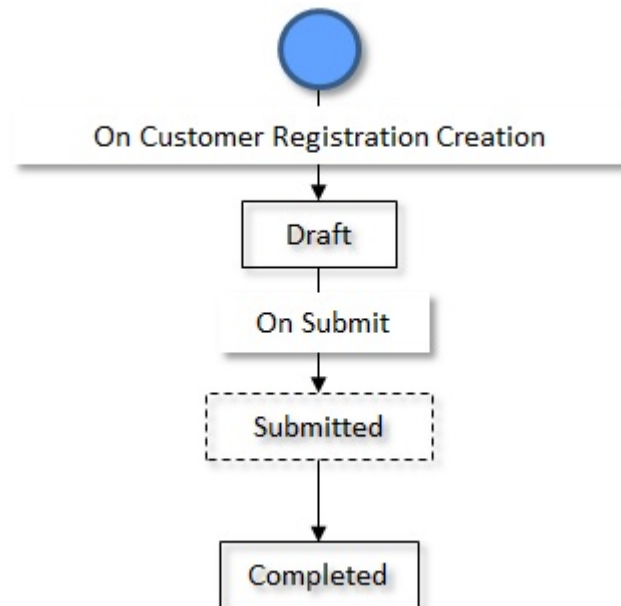 On Customer Registration Creation
Draft
On Submit
Submitted
Completed